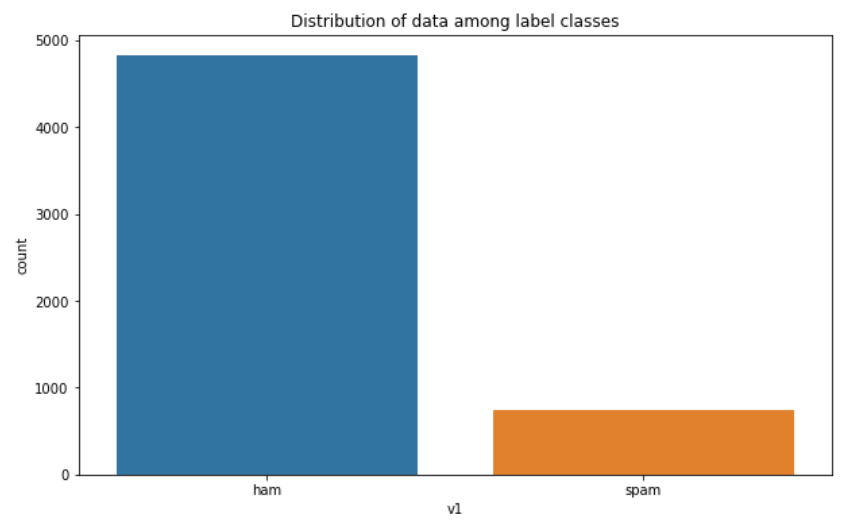 Distribution of data among label classes
5000
4000
3000
2000
1000
0
count
ham spam
v1